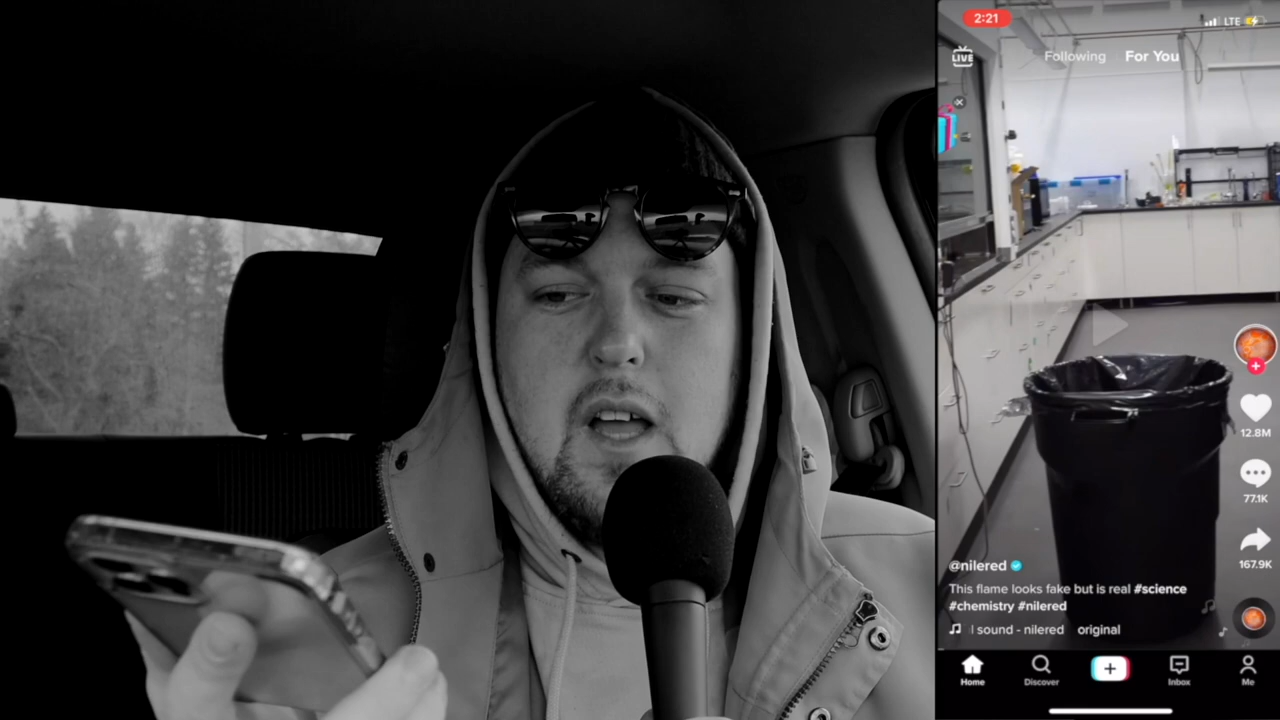 2:21
LTE
LIVE
Following
For You
12.8M
77.1K
167.9K
@nilered
This flame looks fake but is real #science
#chemistry #nilered
l sound - nilered original
Home
Discover
Inbox
Me